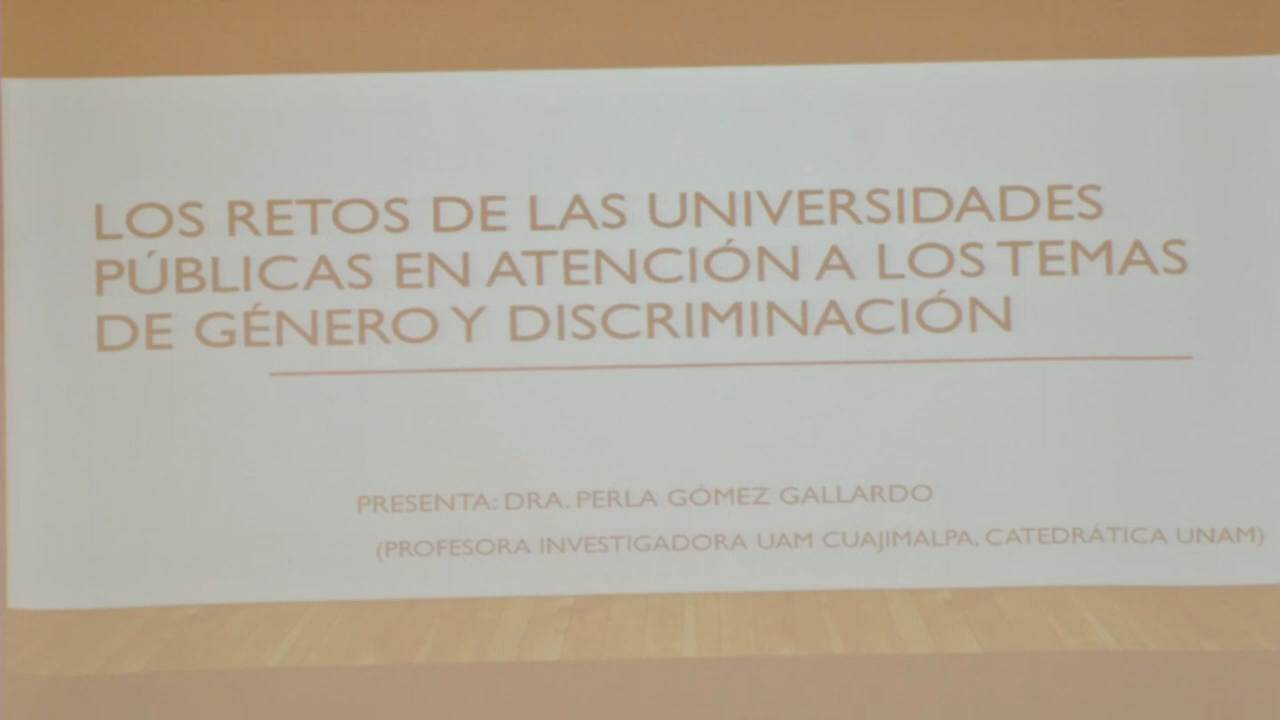 LOS RETOS DE LAS UNIVERSIDADES
PÚBLICAS EN ATENCIÓN A LOS TEMAS
DE GÉNERO Y DISCRIMINACIÓN
PRESENTA: DRA. PERLA GÓMEZ GALLARDO
(PROFESORA INVESTIGADORA UAM CUAJIMALPA. CATEDRÁTICA UNAM)